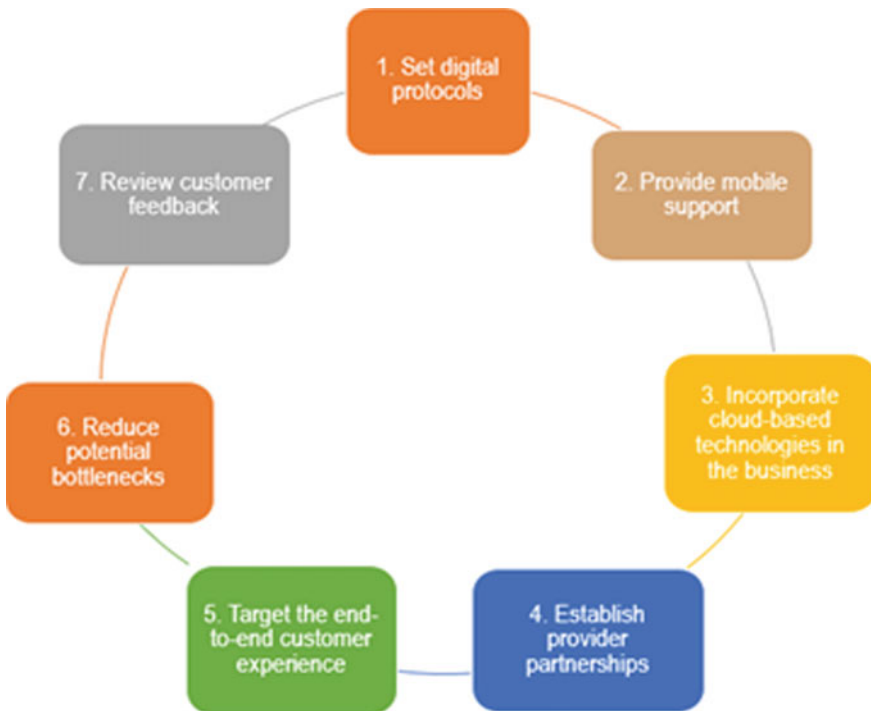 1. Set digital
protocols
2. Provide mobile
support
3. Incorporate
cloud-based
technologies in
the business
4. Establish
provider
partnerships
5. Target the end-
to-end customer
experience
6. Reduce
potential
bottlenecks
7. Review customer
feedback